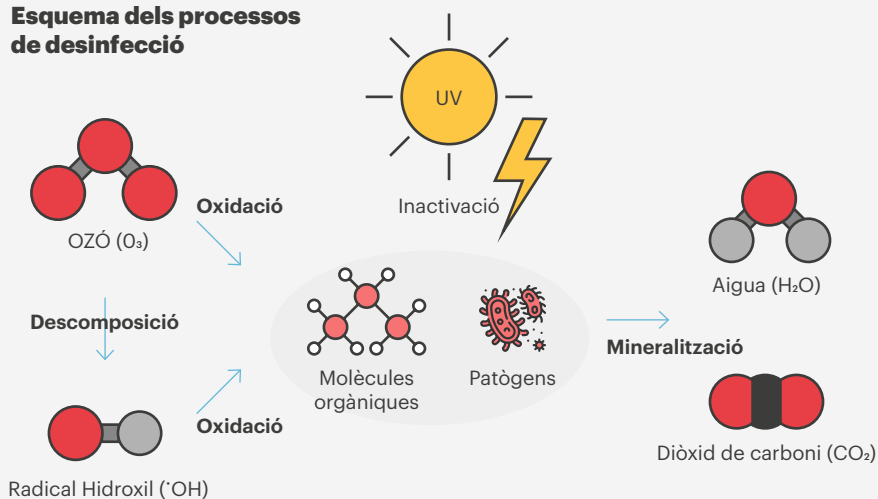 Esquema dels processos
de desinfecció
UV
Oxidació
Inactivació
OZÓ (0₃)
Aigua (H₂O)
Descomposició
Mineralització
Molècules
orgàniques
Patògens
Oxidació
Diòxid de carboni (CO₂)
Radical Hidroxil (˙OH)